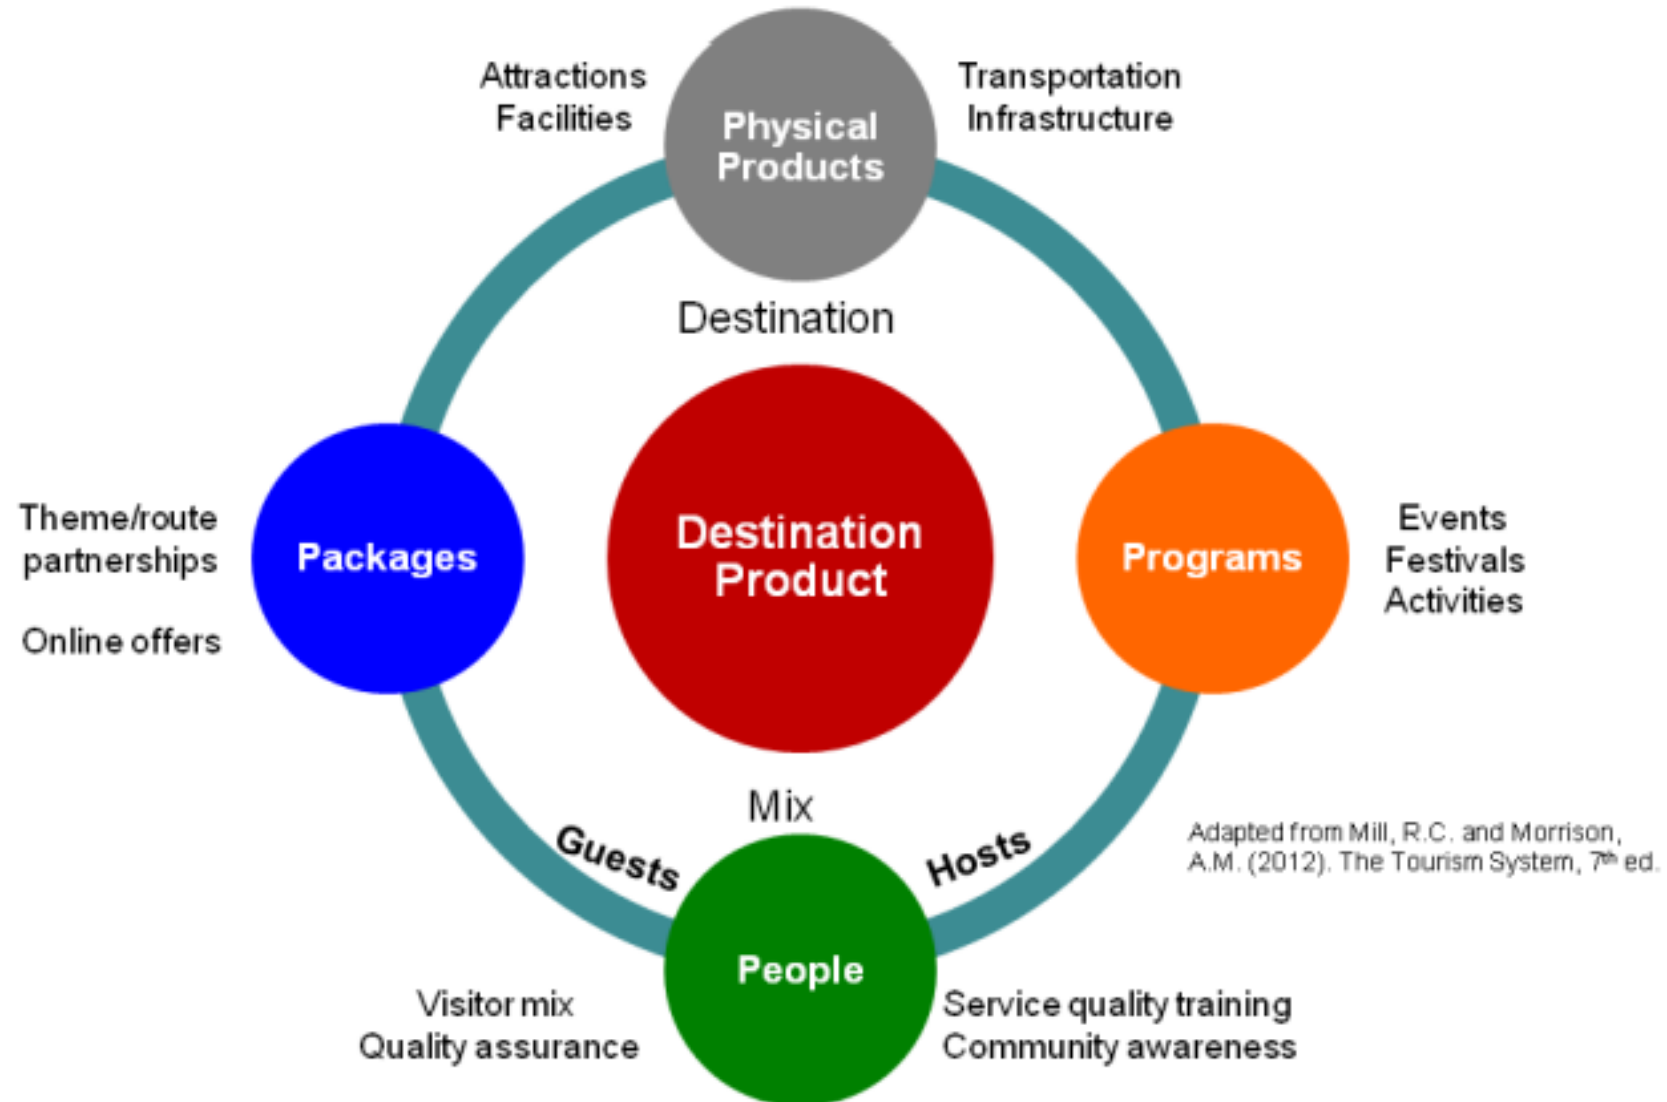 Attractions
Facilities
Physical
Products
Transportation
Infrastructure
Destination
Theme/route
partnerships
Online offers
Packages
Destination
Product
Programs
Events
Festivals
Activities
Mix
Guests
Hosts
Adapted from Mill, R.C. and Morrison,
A.M. (2012). The Tourism System, 7th ed.
People
Visitor mix
Quality assurance
Service quality training
Community awareness